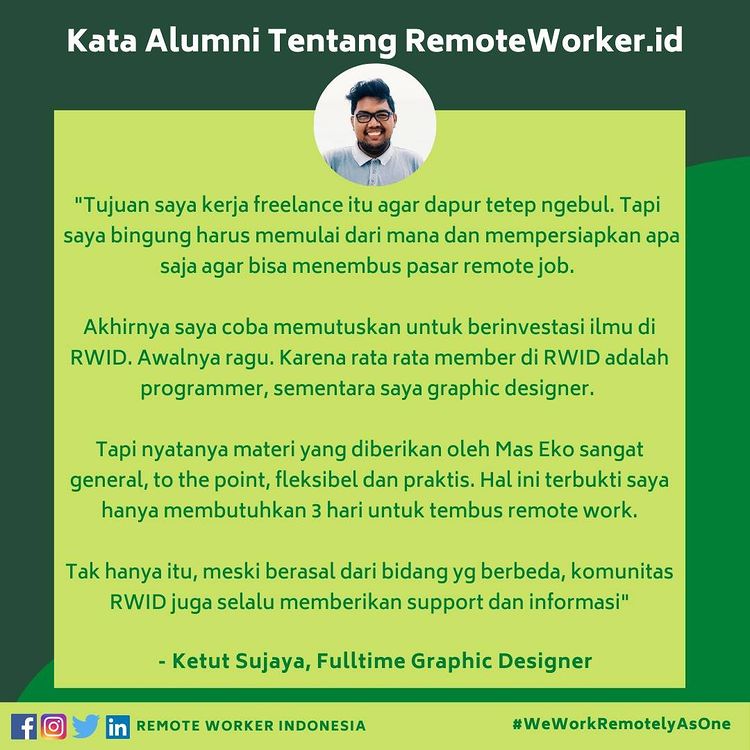 Kata Alumni Tentang RemoteWorker.id
"Tujuan saya kerja freelance itu agar dapur tetep ngebul. Tapi
saya bingung harus memulai dari mana dan mempersiapkan apa
saja agar bisa menembus pasar remote job.
Akhirnya saya coba memutuskan untuk berinvestasi ilmu di
RWID. Awalnya ragu. Karena rata rata member di RWID adalah
programmer, sementara saya graphic designer.
Tapi nyatanya materi yang diberikan oleh Mas Eko sangat
general, to the point, fleksibel dan praktis. Hal ini terbukti saya
hanya membutuhkan 3 hari untuk tembus remote work.
Tak hanya itu, meski berasal dari bidang yg berbeda, komunitas
RWID juga selalu memberikan support dan informasi"
- Ketut Sujaya, Fulltime Graphic Designer
REMOTE WORKER INDONESIA
#WeWorkRemotelyAsOne